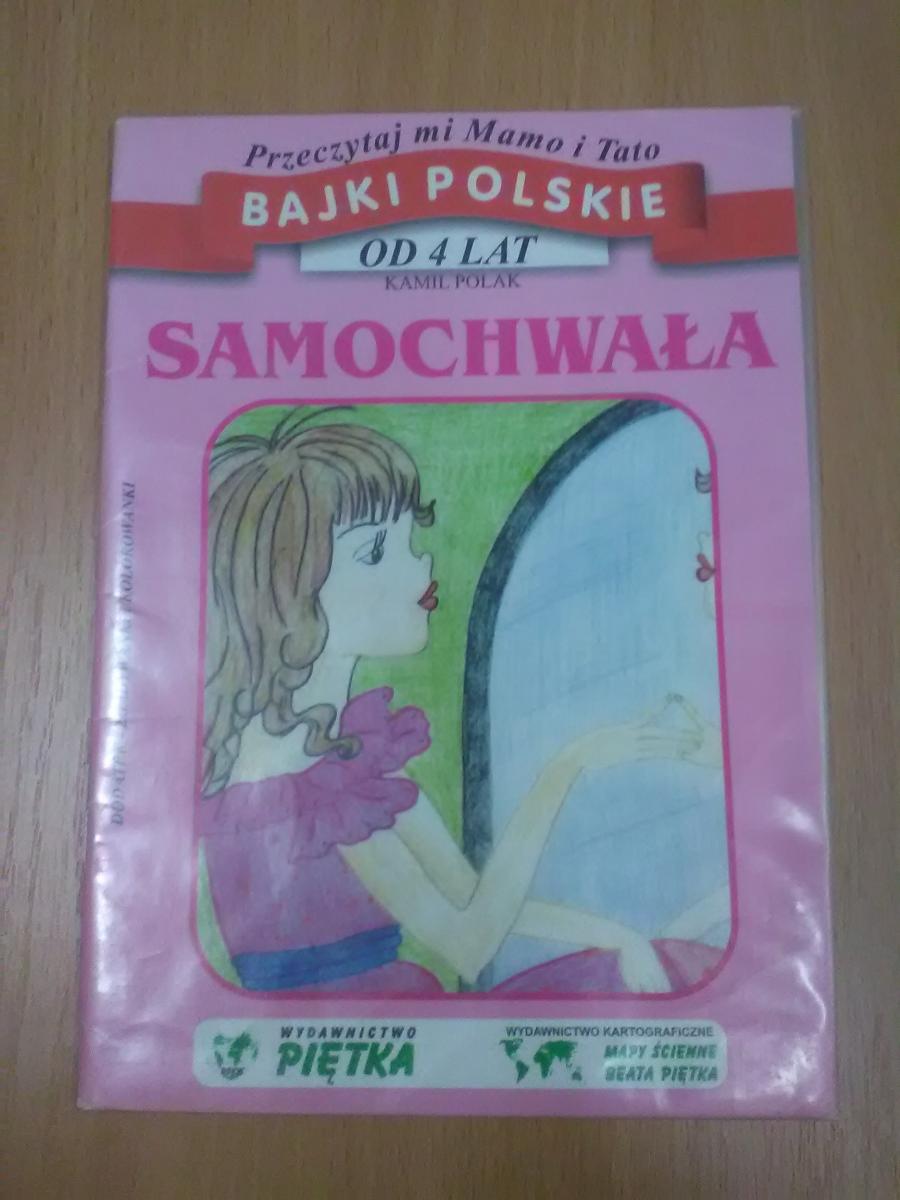 Przeczytaj mi Mamo i Tato
BAJKI POLSKIE
OD 4 LAT
KAMIL POLAK
SAMOCHWAŁA
KOLOROWANKI
WYDAWNICTWO
PIĘTKA
WYDAWNICTWO KARTOGRAFICZNE
MAPY ŚCIENNE
BEATA PIĘTKA